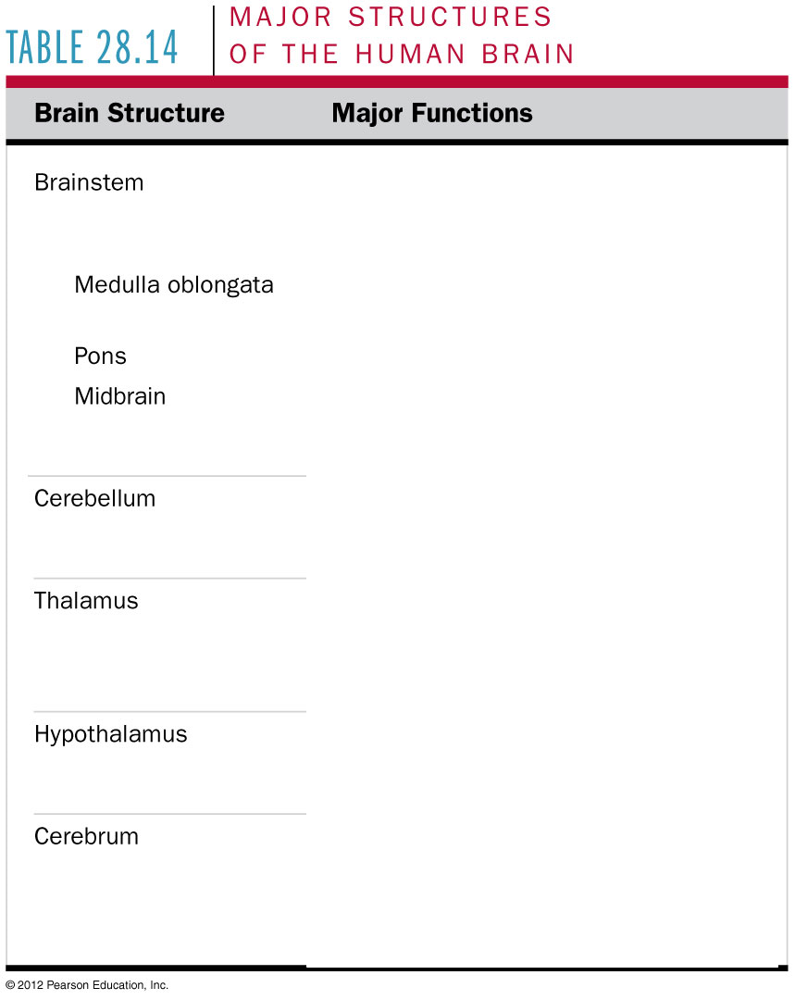 TABLE 28.14
MAJOR STRUCTURES
OF THE HUMAN BRAIN
Brain Structure Major Functions
Brainstem
Medulla oblongata
Pons
Midbrain
Cerebellum
Thalamus
Hypothalamus
Cerebrum
© 2012 Pearson Education, Inc.